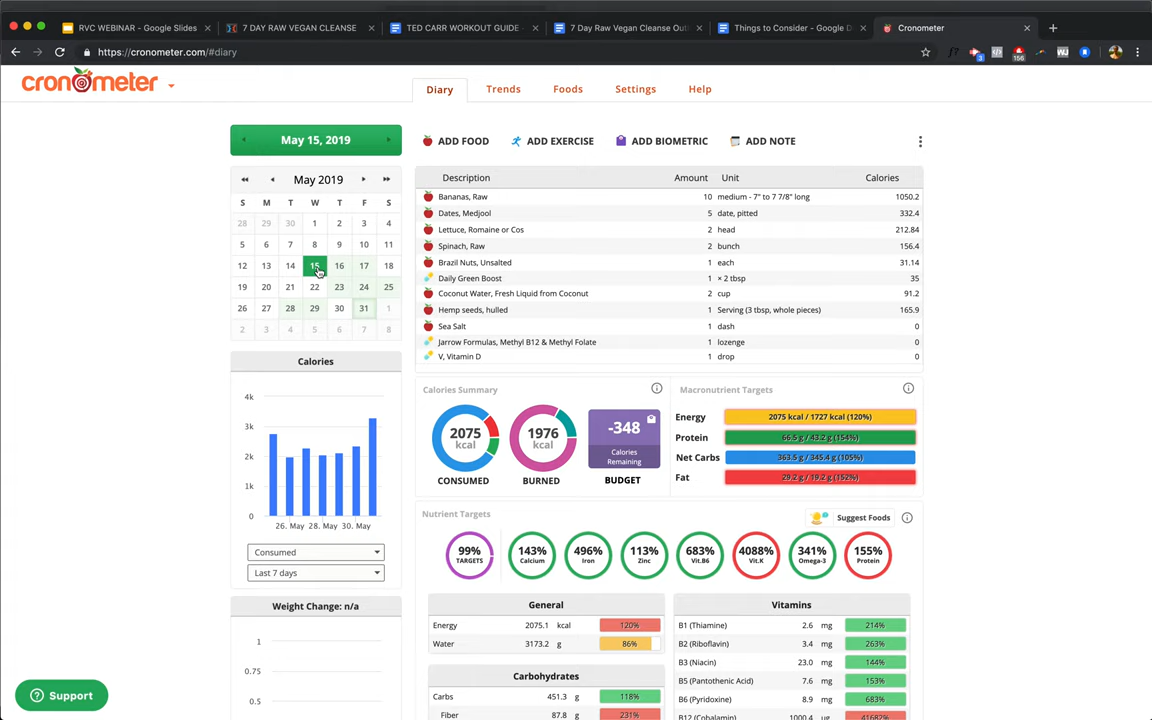 RVC WEBINAR - Google Slides
7 DAY RAW VEGAN CLEANSE
TED CARR WORKOUT GUIDE -
7 Day Raw Vegan Cleanse Out
Things to Consider - Google D
Cronometer
https://cronometer.com/#diary
156
3
cronometer
Diary
Trends
Foods
Settings
Help
May 15, 2019
ADD FOOD
ADD EXERCISE
ADD BIOMETRIC
ADD NOTE
May 2019
S M T W T F S
28 29 30 1 2 3 4
5 6 7 8 9 10 11
12 13 14 15 16 17 18
19 20 21 22 23 24 25
26 27 28 29 30 31 1
2 3 4 5 6 7 8
Description Amount Unit Calories
Bananas, Raw 10 medium - 7" to 7 7/8" long 1050.2
Dates, Medjool 5 date, pitted 332.4
Lettuce, Romaine or Cos 2 head 212.84
Spinach, Raw 2 bunch 156.4
Brazil Nuts, Unsalted 1 each 31.14
Daily Green Boost 1 × 2 tbsp 35
Coconut Water, Fresh Liquid from Coconut 2 cup 91.2
Hemp seeds, hulled 1 Serving (3 tbsp, whole pieces) 165.9
Sea Salt 1 dash 0
Jarrow Formulas, Methyl B12 & Methyl Folate 1 lozenge 0
V, Vitamin D 1 drop 0
Calories
4k
3k
2k
1k
0
26. May 28. May 30. May
Consumed
Last 7 days
Weight Change: n/a
1
0.75
0.5
Support
Calories Summary
2075 kcal
CONSUMED
1976 kcal
BURNED
-348
Calories Remaining
BUDGET
Macronutrient Targets
Energy 2075 kcal / 1727 kcal (120%)
Protein 66.5 g / 43.2 g (154%)
Net Carbs 363.5 g / 345.4 g (105%)
Fat 29.2 g / 19.2 g (152%)
Nutrient Targets
Suggest Foods
99% TARGETS
143% Calcium
496% Iron
113% Zinc
683% Vit.B6
4088% Vit.K
341% Omega-3
155% Protein
General
Energy 2075.1 kcal 120%
Water 3173.2 g 86%
Carbohydrates
Carbs 451.3 g 118%
Fiber 87.8 g 231%
Vitamins
B1 (Thiamine) 2.6 mg 214%
B2 (Riboflavin) 3.4 mg 263%
B3 (Niacin) 23.0 mg 144%
B5 (Pantothenic Acid) 7.6 mg 153%
B6 (Pyridoxine) 8.9 mg 683%
B12 (Cobalamin) 1000.4 ug 41682%